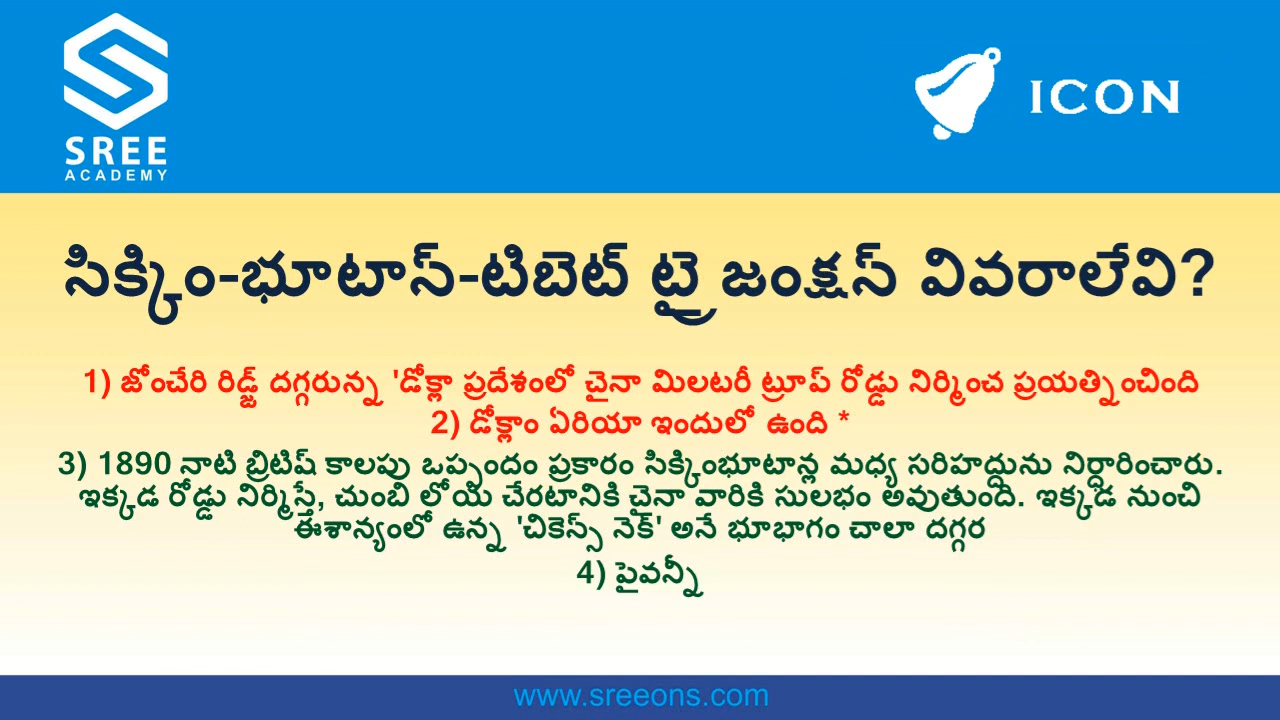 SREE
ACADEMY
ICON
సిక్కిం-భూటాస్-టిబెట్ ట్రై జంక్షస్ వివరాలేవి?
1) జోంచేరి రిడ్జ్ దగ్గరున్న 'డోక్లా ప్రదేశంలో చైనా మిలటరీ ట్రూప్ రోడ్డు నిర్మించ ప్రయత్నించింది
2) డోక్లాం ఏరియా ఇందులో ఉంది *
3) 1890 నాటి బ్రిటిష్ కాలపు ఒప్పందం ప్రకారం సిక్కింభూటాన్ల మధ్య సరిహద్దును నిర్ధారించారు.
ఇక్కడ రోడ్డు నిర్మిస్తే, చుంబి లోయ చేరటానికి చైనా వారికి సులభం అవుతుంది. ఇక్కడ నుంచి
ఈశాన్యంలో ఉన్న 'చికెన్స్ నెక్' అనే భూభాగం చాలా దగ్గర
4) పైవన్నీ
www.sreeons.com